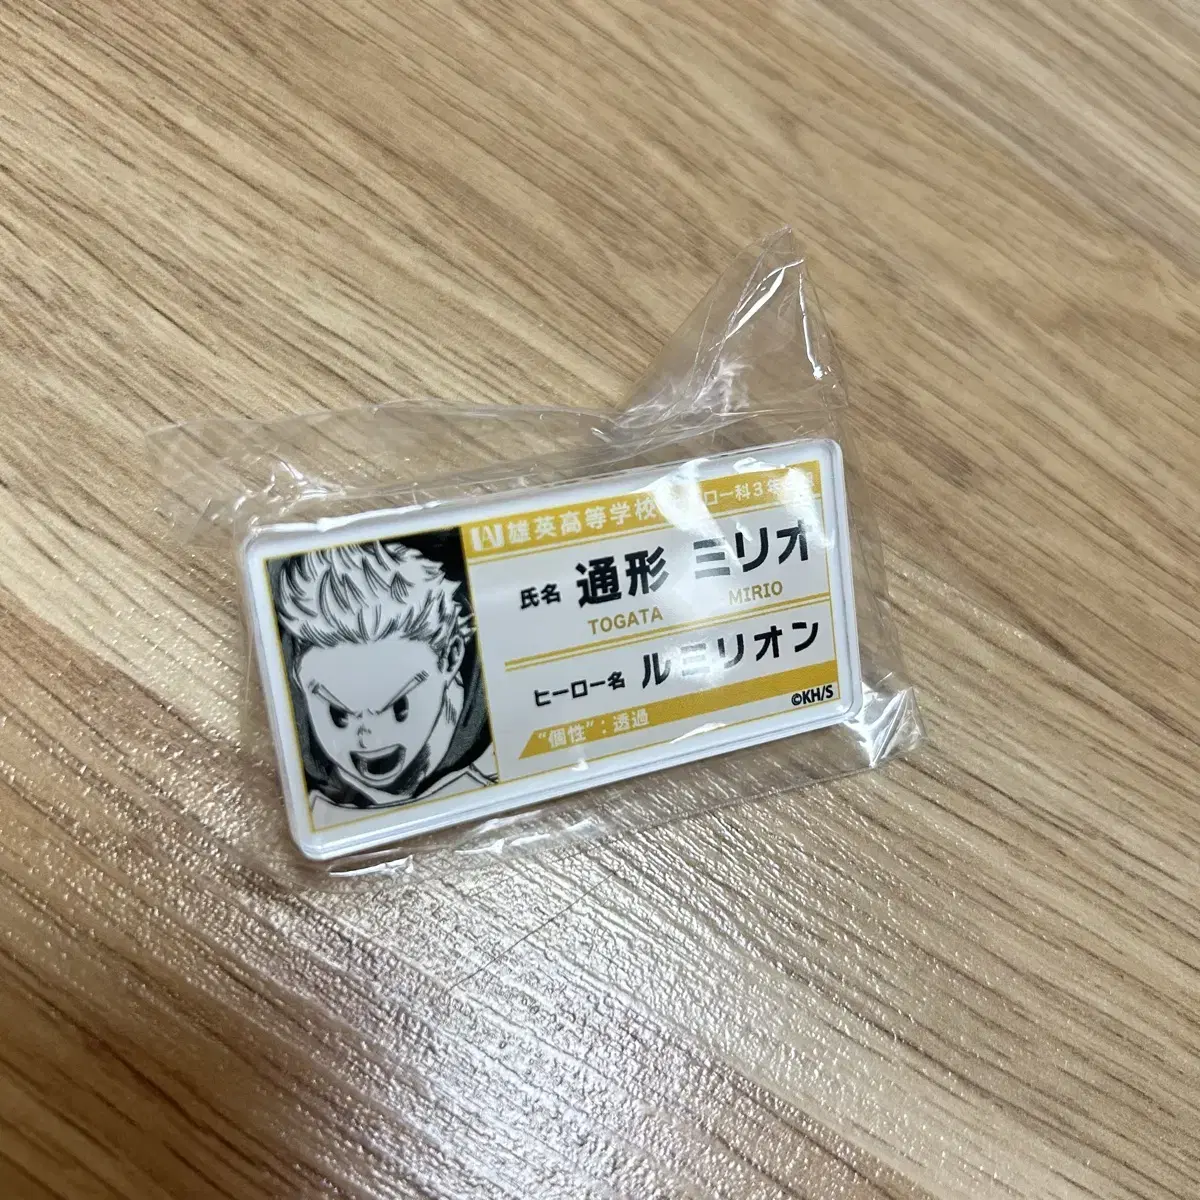 UA 雄英高等学校 ロー科3年
氏名 通形 ミリオ
TOGATA MIRIO
ヒーロー名 ルミリオン
"個性":透過
©KH/S